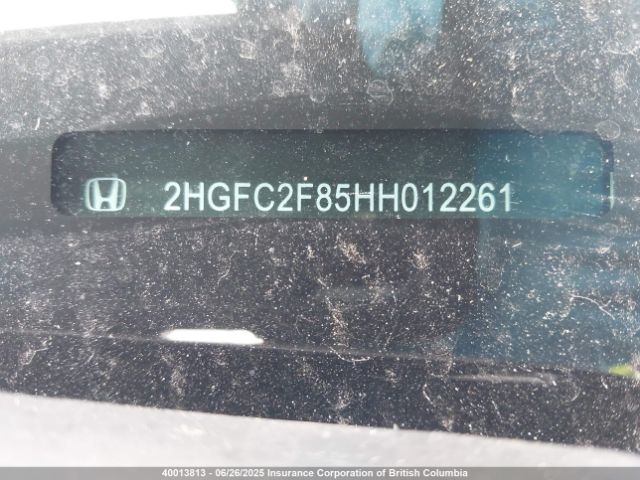 2HGFC2F85HH012261
40013813 - 06/26/2025 Insurance Corporation of British Columbia